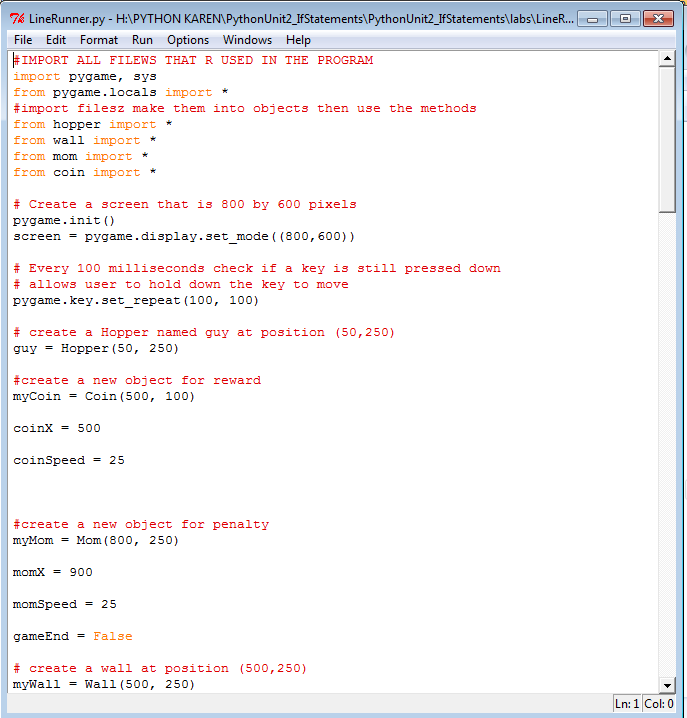 LineRunner.py - H:\PYTHON KAREN\PythonUnit2_IfStatements\PythonUnit2_IfStatements\labs\LineR...
File Edit Format Run Options Windows Help
#IMPORT ALL FILEWS THAT R USED IN THE PROGRAM
import pygame, sys
from pygame.locals import *
#import filesz make them into objects then use the methods
from hopper import *
from wall import *
from mom import *
from coin import *
# Create a screen that is 800 by 600 pixels
pygame.init()
screen = pygame.display.set_mode((800,600))
# Every 100 milliseconds check if a key is still pressed down
# allows user to hold down the key to move
pygame.key.set_repeat(100, 100)
# create a Hopper named guy at position (50,250)
guy = Hopper(50, 250)
#create a new object for reward
myCoin = Coin(500, 100)
coinX = 500
coinSpeed = 25
#create a new object for penalty
myMom = Mom(800, 250)
momX = 900
momSpeed = 25
gameEnd = False
# create a wall at position (500,250)
myWall = Wall(500, 250)
Ln: 1 Col: 0